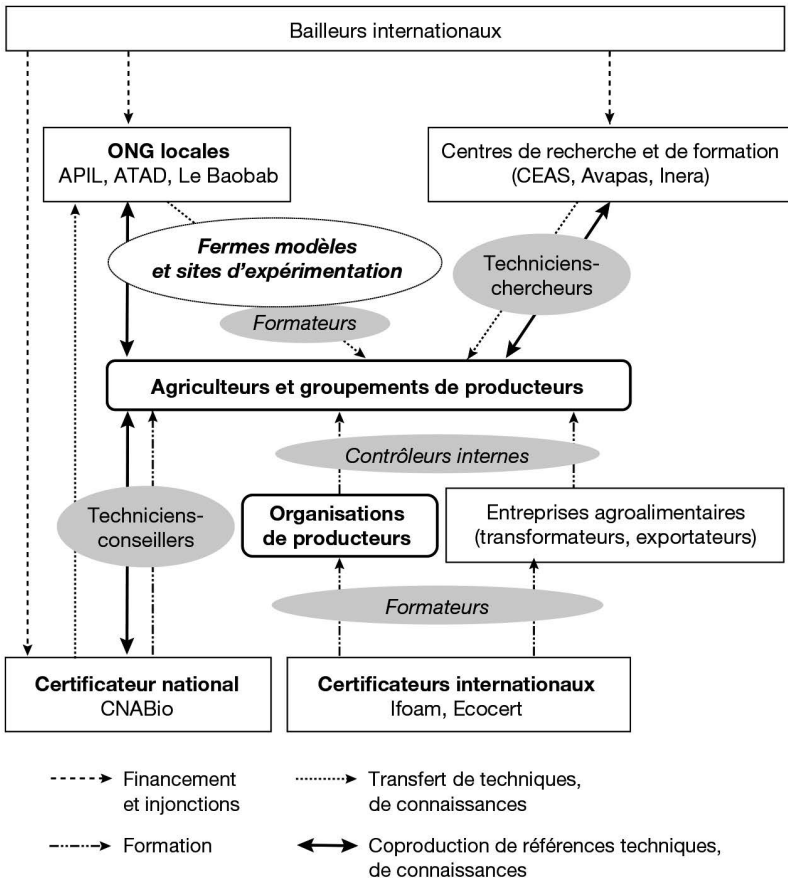 Bailleurs internationaux
ONG locales
APIL, ATAD, Le Baobab
Centres de recherche et de formation
(CEAS, Avapas, Inera)
Fermes modèles
et sites d'expérimentation
Techniciens-
chercheurs
Formateurs
Agriculteurs et groupements de producteurs
Contrôleurs internes
Techniciens-
conseillers
Organisations
de producteurs
Entreprises agroalimentaires
(transformateurs, exportateurs)
Formateurs
Certificateur national
CNABio
Certificateurs internationaux
Ifoam, Ecocert
Financement
et injonctions
Transfert de techniques,
de connaissances
Formation
Coproduction de références techniques,
de connaissances